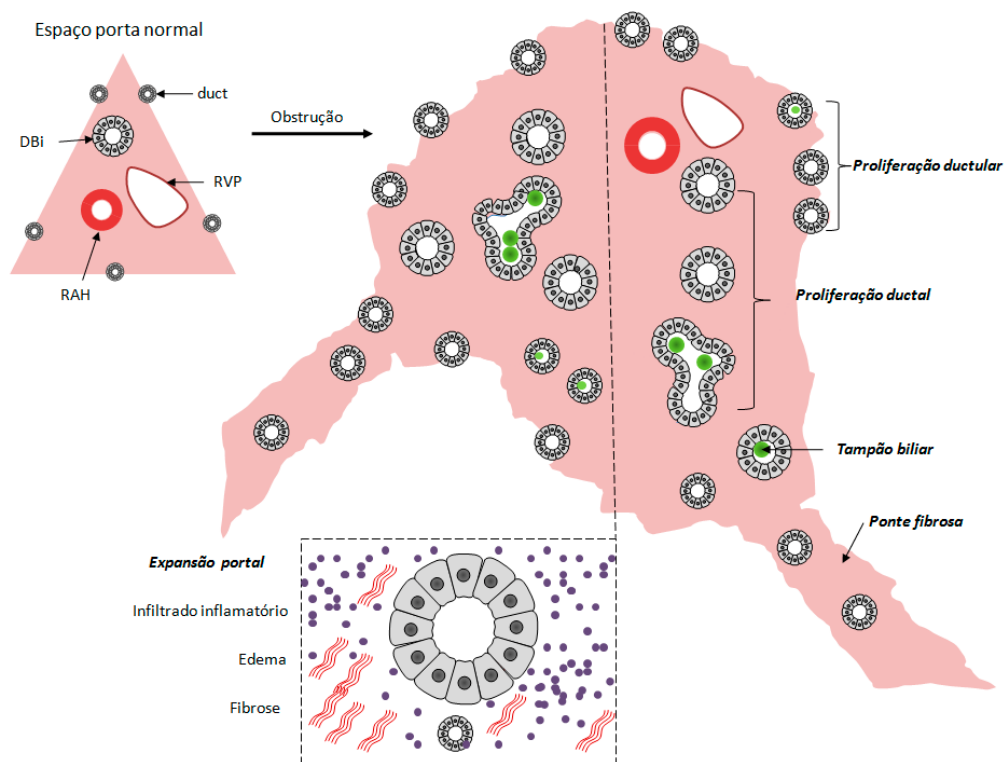 Espaço porta normal
duct
DBi
RVP
RAH
Obstrução
Proliferação ductular
Proliferação ductal
Tampão biliar
Ponte fibrosa
Expansão portal
Infiltrado inflamatório
Edema
Fibrose